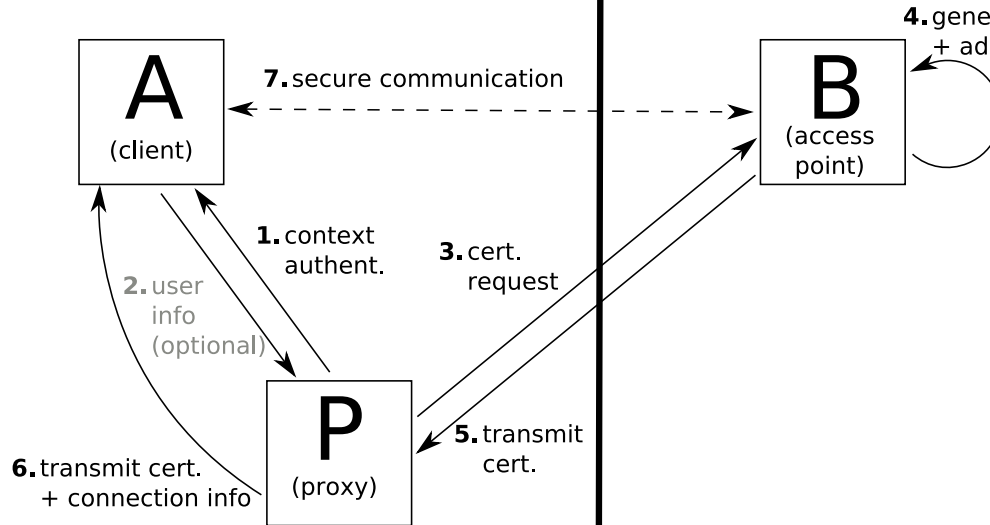 4. gene
+ ad
A
(client)
7. secure communication
B
(access
point)
1. context
authent.
2. user
info
(optional)
3. cert.
request
P
(proxy)
5. transmit
cert.
6. transmit cert.
+ connection info